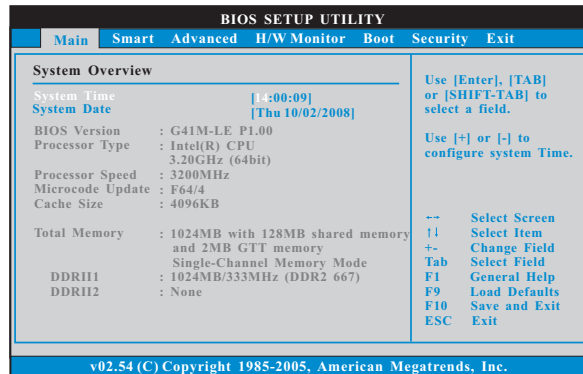 BIOS SETUP UTILITY
Main Smart Advanced H/W Monitor Boot Security Exit
System Overview
System Time [14:00:09]
System Date [Thu 10/02/2008]
BIOS Version : G41M-LE P1.00
Processor Type : Intel(R) CPU
3.20GHz (64bit)
Processor Speed : 3200MHz
Microcode Update : F64/4
Cache Size : 4096KB
Total Memory : 1024MB with 128MB shared memory
and 2MB GTT memory
Single-Channel Memory Mode
DDRII1 : 1024MB/333MHz (DDR2 667)
DDRII2 : None
Use [Enter], [TAB]
or [SHIFT-TAB] to
select a field.
Use [+] or [-] to
configure system Time.
←→ Select Screen
↑↓ Select Item
+- Change Field
Tab Select Field
F1 General Help
F9 Load Defaults
F10 Save and Exit
ESC Exit
v02.54 (C) Copyright 1985-2005, American Megatrends, Inc.